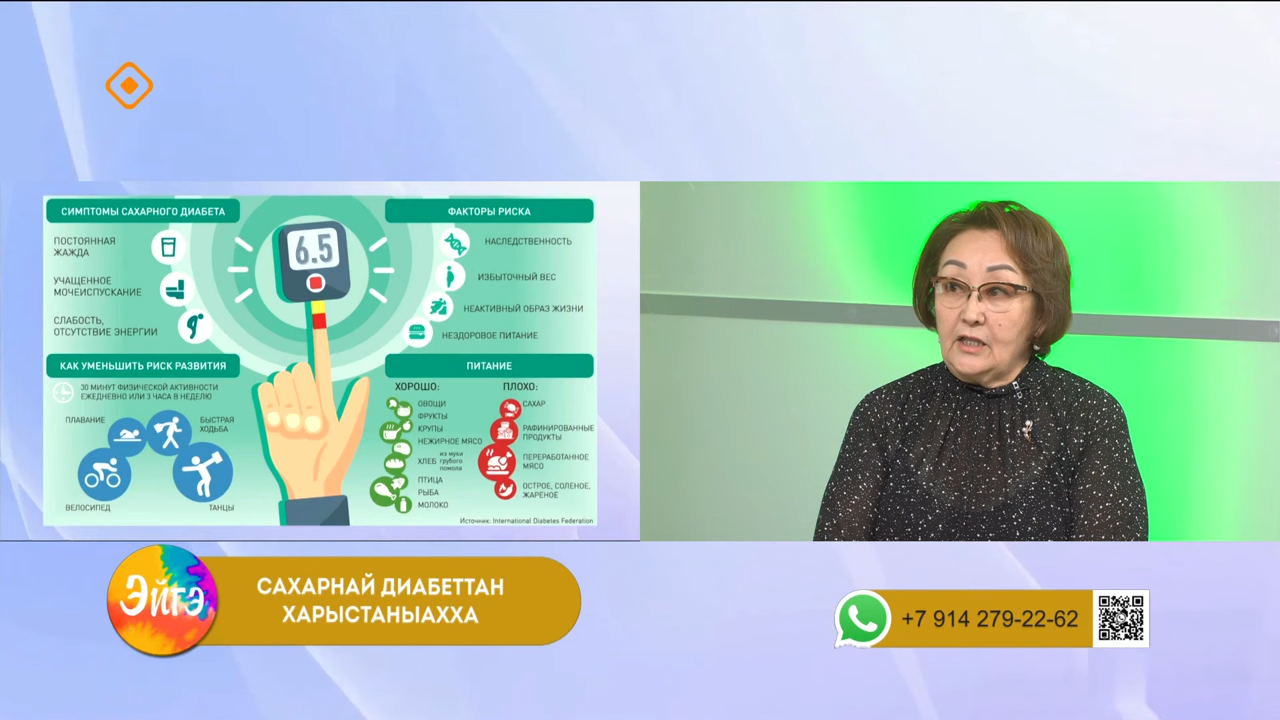 СИМПТОМЫ САХАРНОГО ДИАБЕТА
ПОСТОЯННАЯ
ЖАЖДА
УЧАЩЕННОЕ
МОЧЕИСПУСКАНИЕ
СЛАБОСТЬ,
ОТСУТСТВИЕ ЭНЕРГИИ
6.5
ФАКТОРЫ РИСКА
НАСЛЕДСТВЕННОСТЬ
ИЗБЫТОЧНЫЙ ВЕС
НЕАКТИВНЫЙ ОБРАЗ ЖИЗНИ
НЕЗДОРОВОЕ ПИТАНИЕ
КАК УМЕНЬШИТЬ РИСК РАЗВИТИЯ
30 МИНУТ ФИЗИЧЕСКОЙ АКТИВНОСТИ
ЕЖЕДНЕВНО ИЛИ 3 ЧАСА В НЕДЕЛЮ
ПЛАВАНИЕ
БЫСТРАЯ
ХОДЬБА
ВЕЛОСИПЕД
ТАНЦЫ
ПИТАНИЕ
ХОРОШО:
ОВОЩИ
ФРУКТЫ
КРУПЫ
НЕЖИРНОЕ МЯСО
ХЛЕБ из муки
грубого
помола
ПТИЦА
РЫБА
МОЛОКО
ПЛОХО:
САХАР
РАФИНИРОВАННЫЕ
ПРОДУКТЫ
ПЕРЕРАБОТАННОЕ
МЯСО
ОСТРОЕ, СОЛЕНОЕ,
ЖАРЕНОЕ
Источник: International Diabetes Federation
Эйгэ
САХАРНАЙ ДИАБЕТТАН
ХАРЫСТАНЫАХХА
+7 914 279-22-62